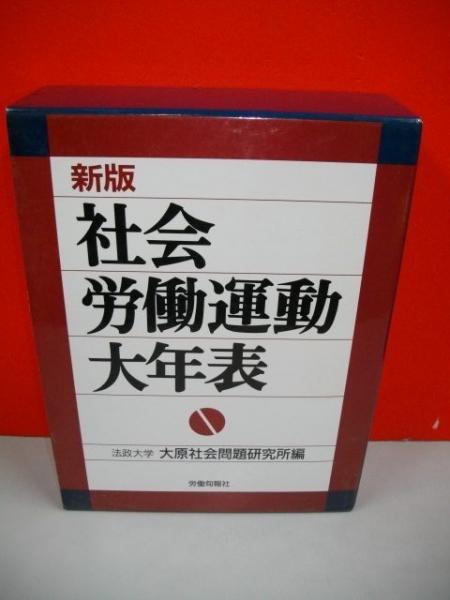 新版
社会
労働運動
大年表
法政大学 大原社会問題研究所編
労働旬報社